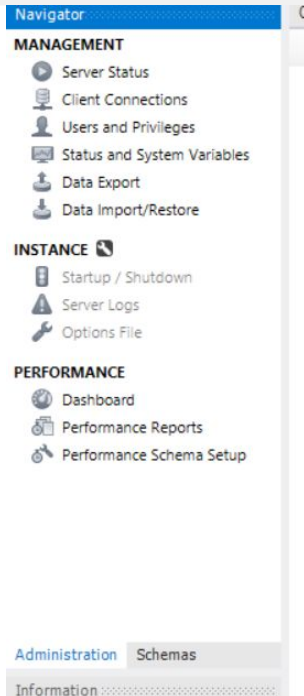 Navigator
MANAGEMENT
Server Status
Client Connections
Users and Privileges
Status and System Variables
Data Export
Data Import/Restore
INSTANCE
Startup / Shutdown
Server Logs
Options File
PERFORMANCE
Dashboard
Performance Reports
Performance Schema Setup
Administration Schemas
Information